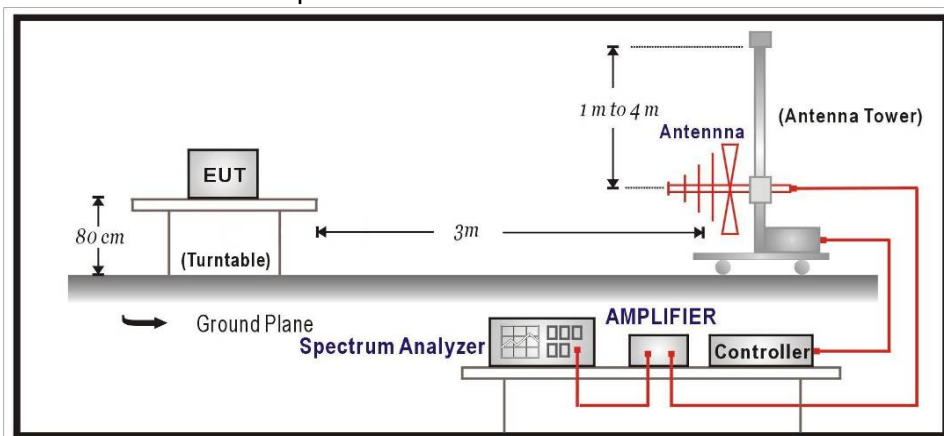 1 m to 4 m
(Antenna Tower)
Antennna
EUT
80 cm
3m
(Turntable)
Ground Plane
AMPLIFIER
Spectrum Analyzer
Controller